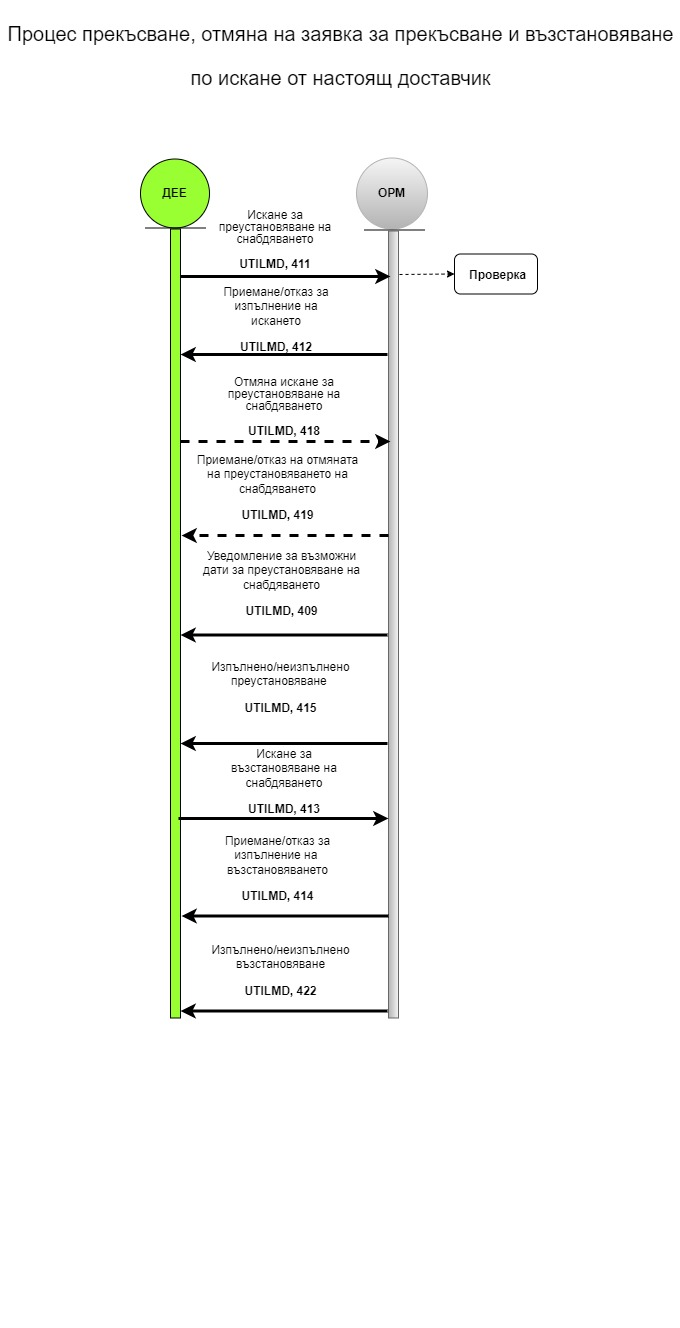 Процес прекъсване, отмяна на заявка за прекъсване и възстановяване
по искане от настоящ доставчик
ДЕЕ
ОРМ
Искане за
преустановяване на
снабдяването
UTILMD, 411
Проверка
Приемане/отказ за
изпълнение на
искането
UTILMD, 412
Отмяна искане за
преустановяване на
снабдяването
UTILMD, 418
Приемане/отказ на отмяната
на преустановяването на
снабдяването
UTILMD, 419
Уведомление за възможни
дати за преустановяване на
снабдяването
UTILMD, 409
Изпълнено/неизпълнено
преустановяване
UTILMD, 415
Искане за
възстановяване на
снабдяването
UTILMD, 413
Приемане/отказ за
изпълнение на
възстановяването
UTILMD, 414
Изпълнено/неизпълнено
възстановяване
UTILMD, 422